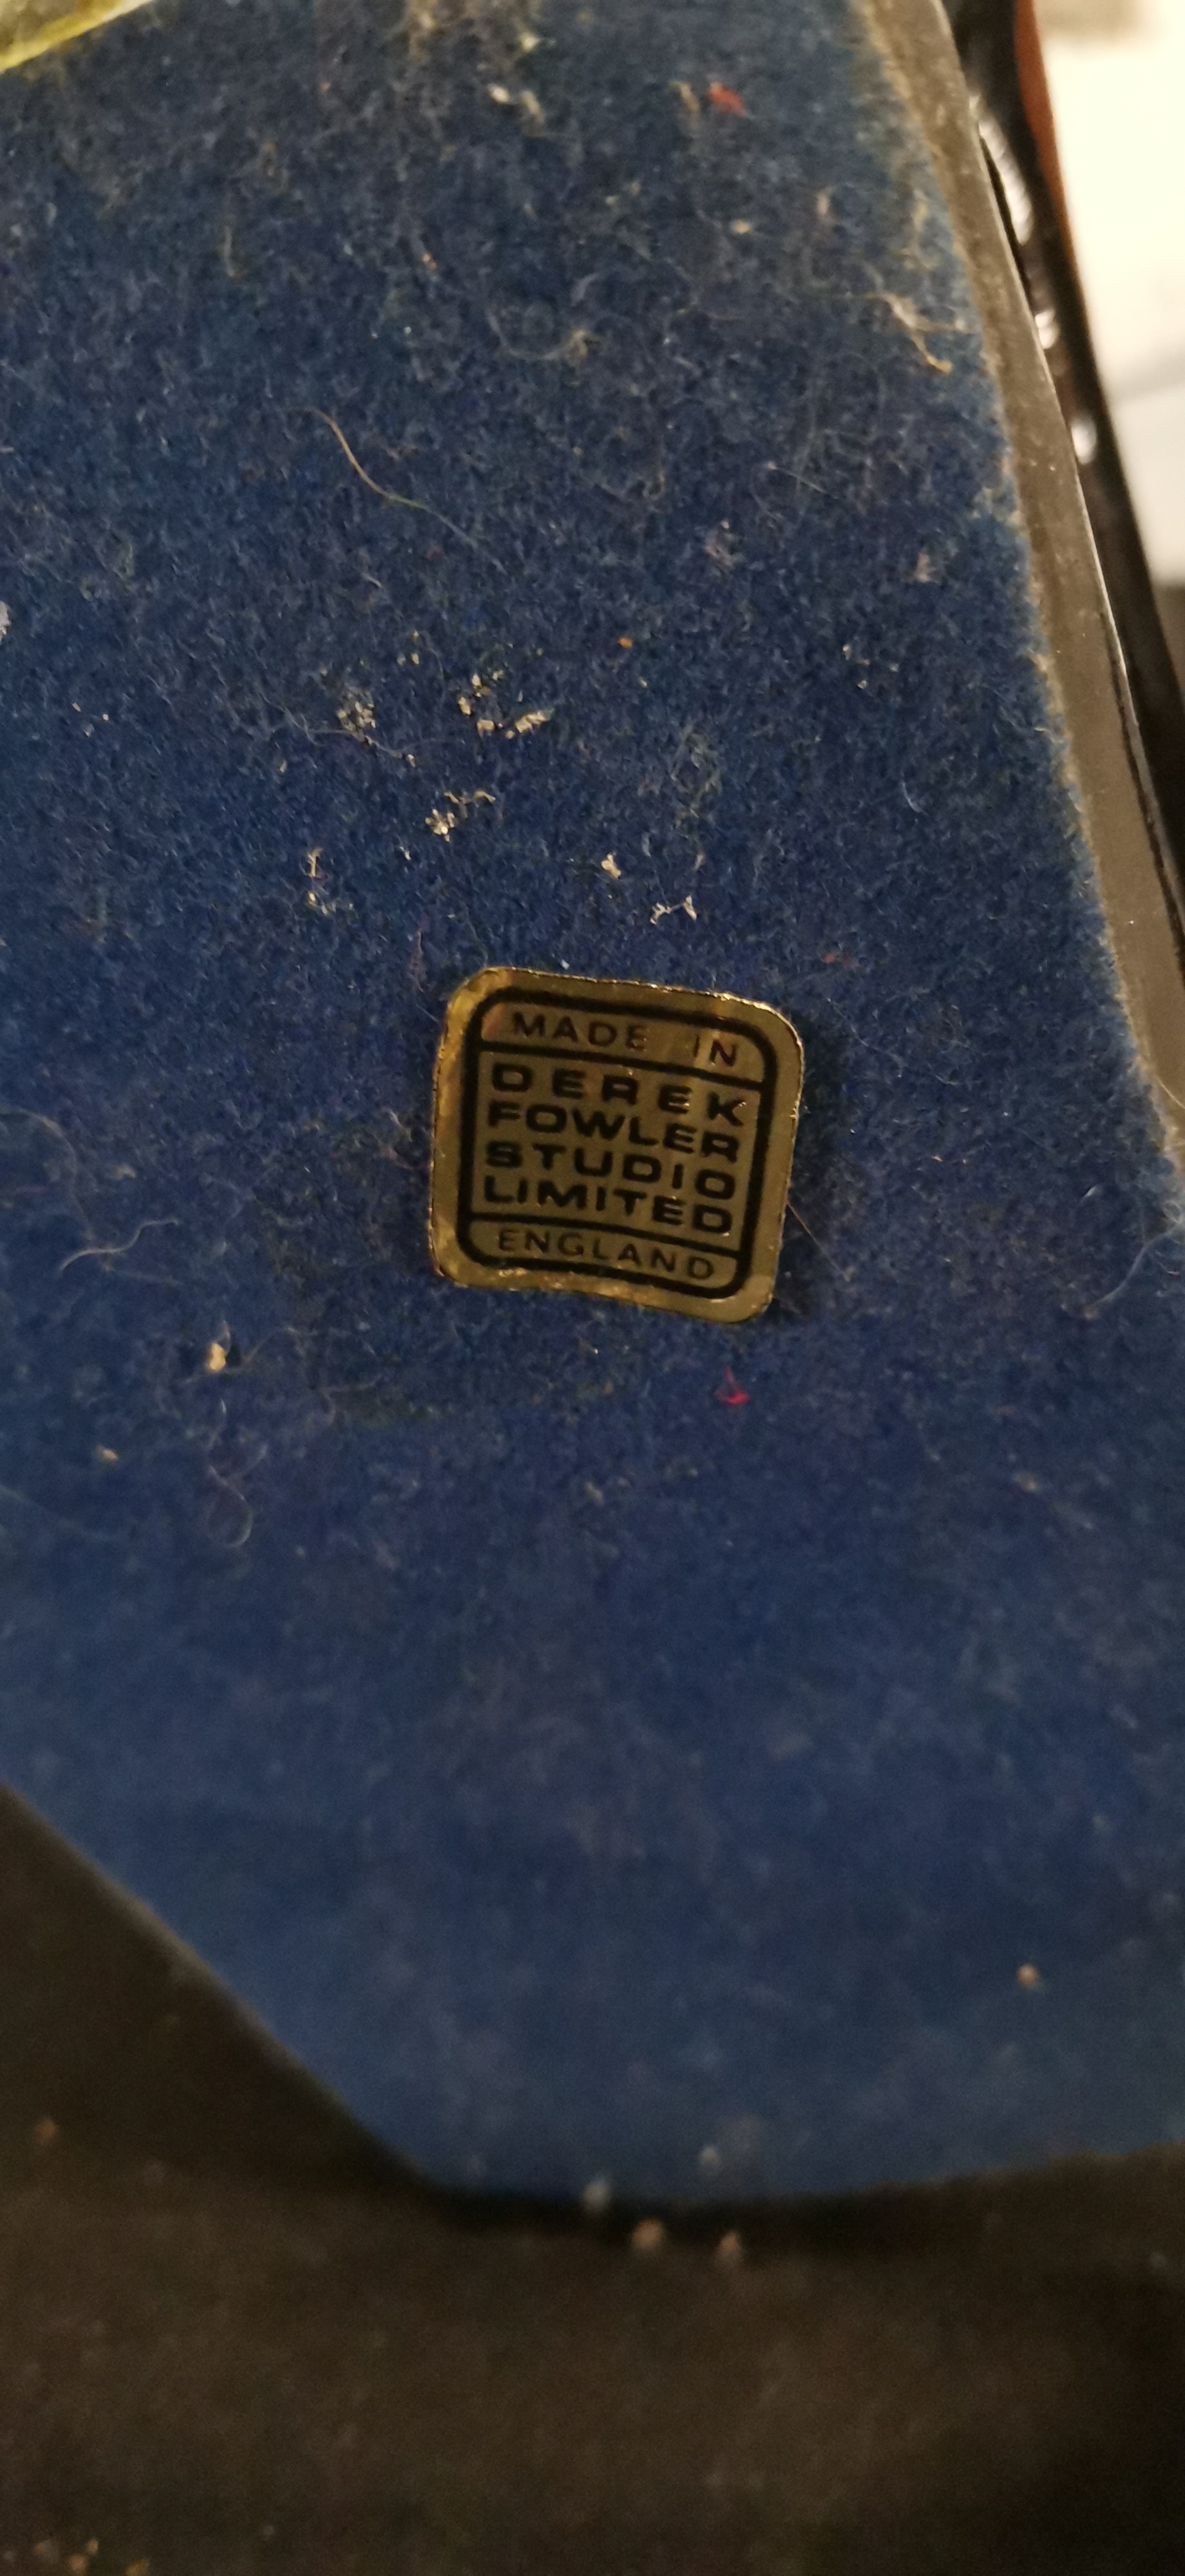 MADE IN
DEREK
FOWLER
STUDIO
LIMITED
ENGLAND